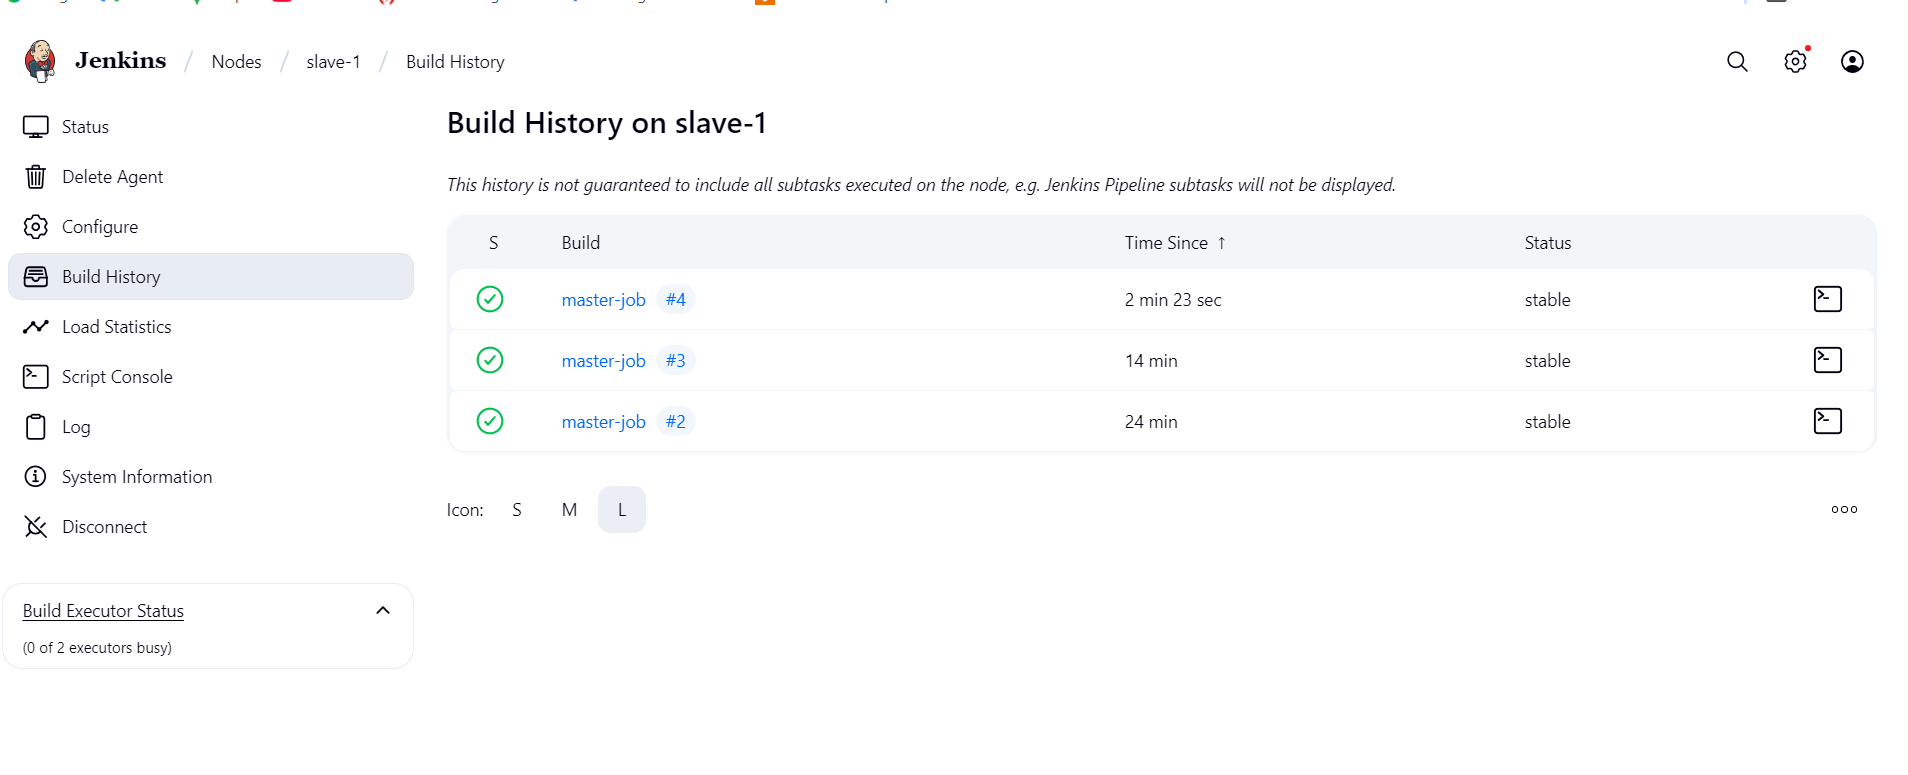 Jenkins / Nodes / slave-1 / Build History
Status
Delete Agent
Configure
Build History
Load Statistics
Script Console
Log
System Information
Disconnect
Build Executor Status
(0 of 2 executors busy)
Build History on slave-1
This history is not guaranteed to include all subtasks executed on the node, e.g. Jenkins Pipeline subtasks will not be displayed.
S Build Time Since ↑ Status
master-job #4 2 min 23 sec stable
master-job #3 14 min stable
master-job #2 24 min stable
Icon: S M L